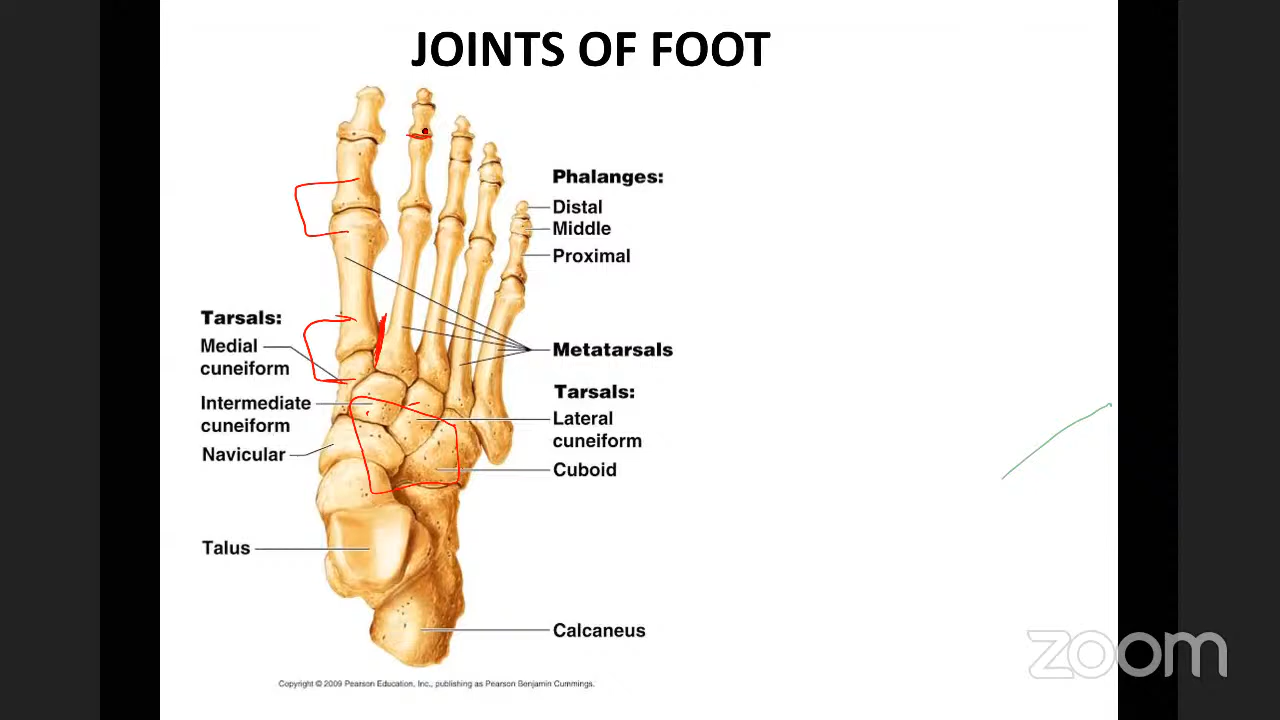 JOINTS OF FOOT
Phalanges:
Distal
Middle
Proximal
Tarsals:
Medial
cuneiform
Intermediate
cuneiform
Navicular
Talus
Metatarsals
Tarsals:
Lateral
cuneiform
Cuboid
Calcaneus
Copyright © 2009 Pearson Education, Inc., publishing as Pearson Benjamin Cummings.
zoom